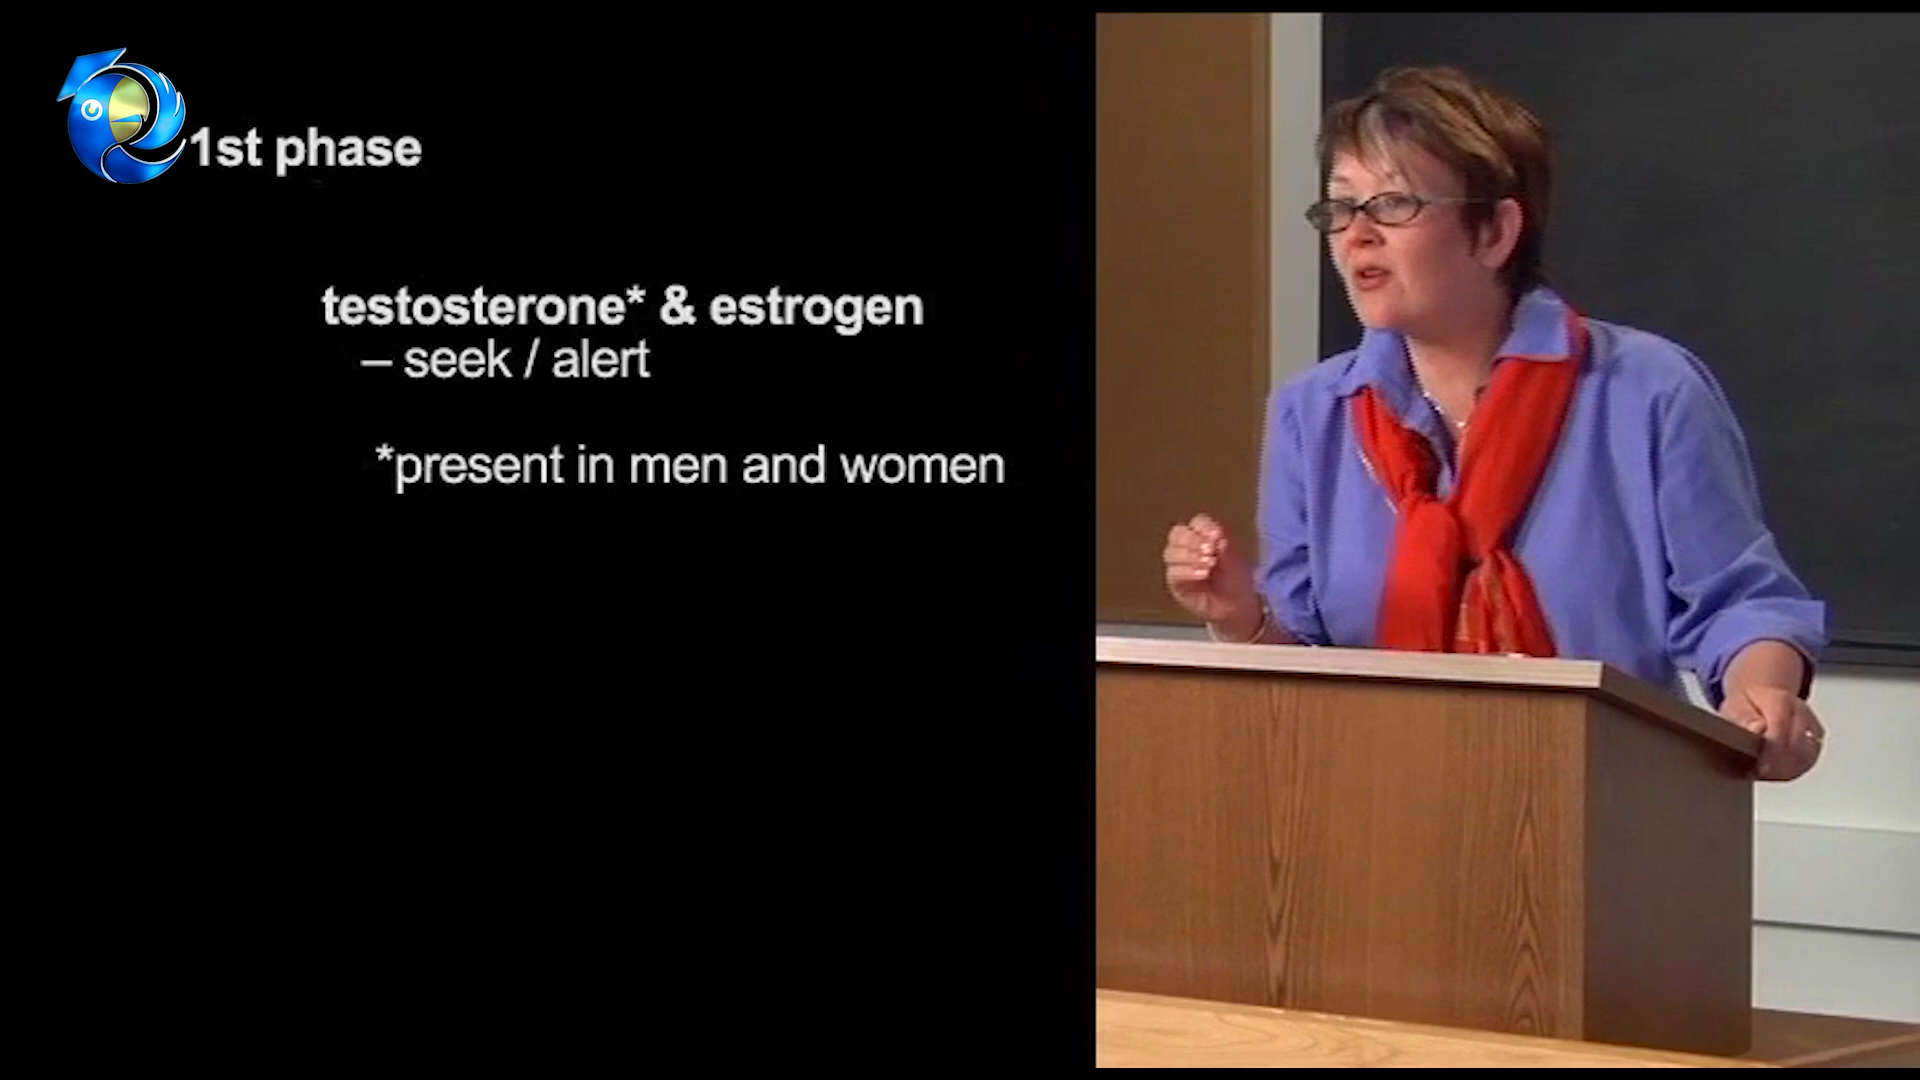 1st phase
testosterone* & estrogen
– seek / alert
*present in men and women